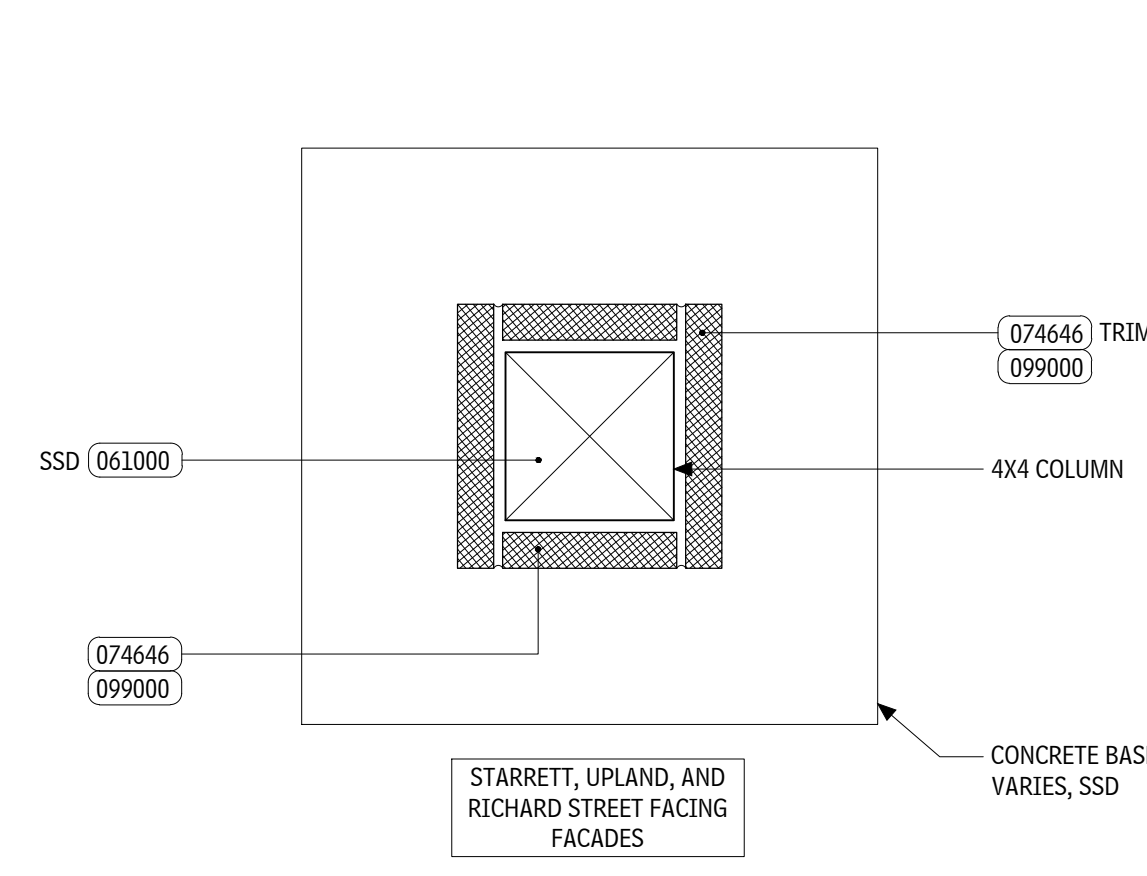 074646 TRIM
099000
SSD 061000
4X4 COLUMN
074646
099000
CONCRETE BAS
VARIES, SSD
STARRETT, UPLAND, AND
RICHARD STREET FACING
FACADES